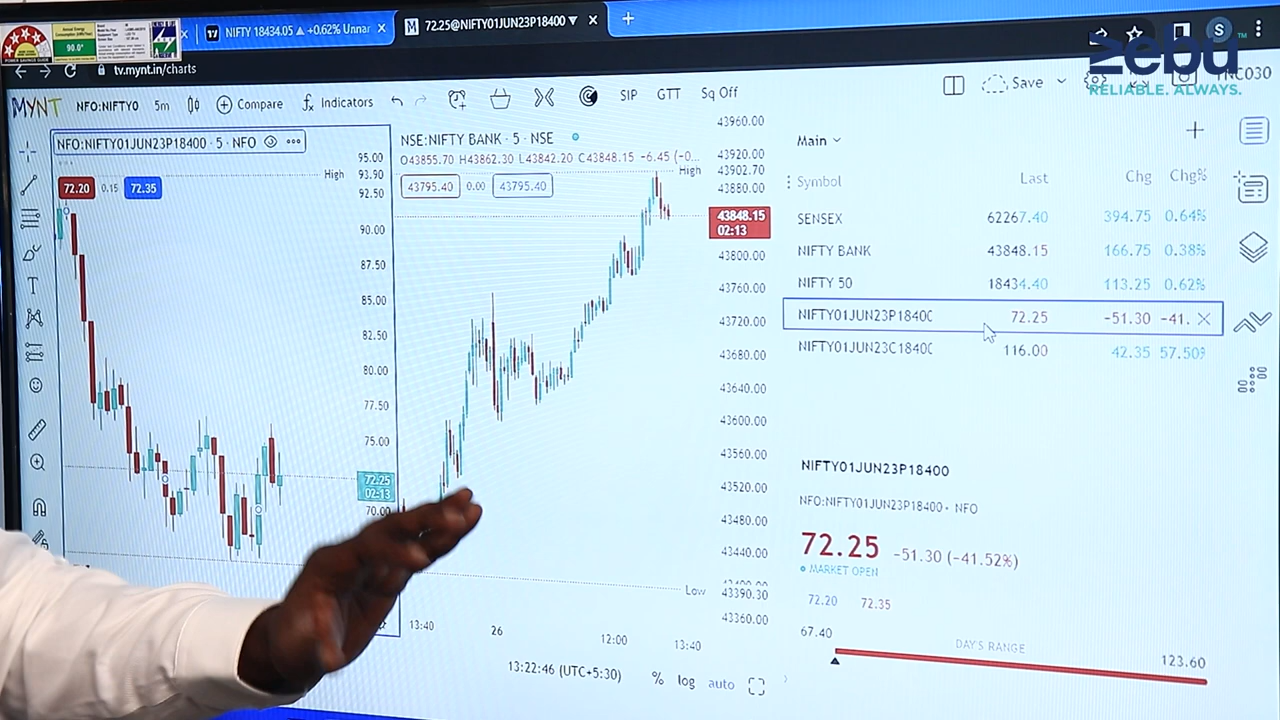 NIFTY 18434.05 ▲ +0.62% Unnar
M 72.25@NIFTY01JUN23P18400 ▼
S
zebu
RELIABLE. ALWAYS.
90.0°
tv.mynt.in/charts
MYNT NFO:NIFTY0 5m Compare Indicators SIP GTT Sq Off
Save
NC030
NFO:NIFTY01JUN23P18400 · 5 · NFO
72.20 0.15 72.35
High 93.90
95.00
92.50
90.00
87.50
85.00
82.50
80.00
77.50
75.00
72.25
02:13
70.00
NSE:NIFTY BANK · 5 · NSE
O43855.70 H43862.30 L43842.20 C43848.15 −6.45 (−0...
43795.40 0.00 43795.40
43960.00
43920.00
High 43902.70
43880.00
43848.15
02:13
43800.00
43760.00
43720.00
43680.00
43640.00
43600.00
43560.00
43520.00
43480.00
43440.00
Low 43390.30
43360.00
13:40 26 12:00 13:40
13:22:46 (UTC+5:30) % log auto
Main
Symbol Last Chg Chg%
SENSEX 62267.40 394.75 0.64%
NIFTY BANK 43848.15 166.75 0.38%
NIFTY 50 18434.40 113.25 0.62%
NIFTY01JUN23P1840C 72.25 −51.30 −41.
NIFTY01JUN23C1840C 116.00 42.35 57.50%
NIFTY01JUN23P18400
NFO:NIFTY01JUN23P18400 · NFO
72.25 −51.30 (−41.52%)
MARKET OPEN
72.20 72.35
67.40 DAY'S RANGE 123.60